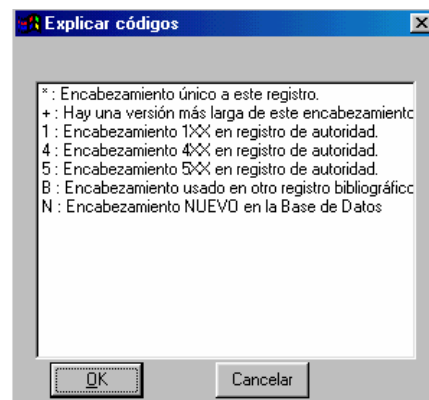 Explicar códigos
* : Encabezamiento único a este registro.
+ : Hay una versión más larga de este encabezamiento
1 : Encabezamiento 1XX en registro de autoridad.
4 : Encabezamiento 4XX en registro de autoridad.
5 : Encabezamiento 5XX en registro de autoridad.
B : Encabezamiento usado en otro registro bibliográfic
N : Encabezamiento NUEVO en la Base de Datos
OK Cancelar